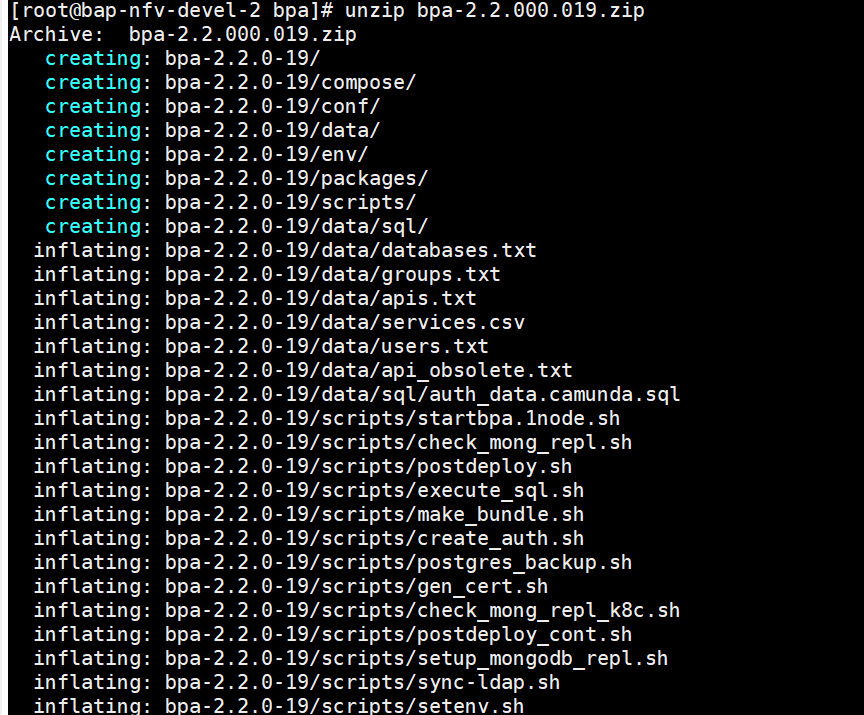 [root@bap-nfv-devel-2 bpa]# unzip bpa-2.2.000.019.zip
Archive:  bpa-2.2.000.019.zip
   creating: bpa-2.2.0-19/
   creating: bpa-2.2.0-19/compose/
   creating: bpa-2.2.0-19/conf/
   creating: bpa-2.2.0-19/data/
   creating: bpa-2.2.0-19/env/
   creating: bpa-2.2.0-19/packages/
   creating: bpa-2.2.0-19/scripts/
   creating: bpa-2.2.0-19/data/sql/
  inflating: bpa-2.2.0-19/data/databases.txt
  inflating: bpa-2.2.0-19/data/groups.txt
  inflating: bpa-2.2.0-19/data/apis.txt
  inflating: bpa-2.2.0-19/data/services.csv
  inflating: bpa-2.2.0-19/data/users.txt
  inflating: bpa-2.2.0-19/data/api_obsolete.txt
  inflating: bpa-2.2.0-19/data/sql/auth_data.camunda.sql
  inflating: bpa-2.2.0-19/scripts/startbpa.1node.sh
  inflating: bpa-2.2.0-19/scripts/check_mong_repl.sh
  inflating: bpa-2.2.0-19/scripts/postdeploy.sh
  inflating: bpa-2.2.0-19/scripts/execute_sql.sh
  inflating: bpa-2.2.0-19/scripts/make_bundle.sh
  inflating: bpa-2.2.0-19/scripts/create_auth.sh
  inflating: bpa-2.2.0-19/scripts/postgres_backup.sh
  inflating: bpa-2.2.0-19/scripts/gen_cert.sh
  inflating: bpa-2.2.0-19/scripts/check_mong_repl_k8c.sh
  inflating: bpa-2.2.0-19/scripts/postdeploy_cont.sh
  inflating: bpa-2.2.0-19/scripts/setup_mongodb_repl.sh
  inflating: bpa-2.2.0-19/scripts/sync-ldap.sh
  inflating: bpa-2.2.0-19/scripts/setenv.sh